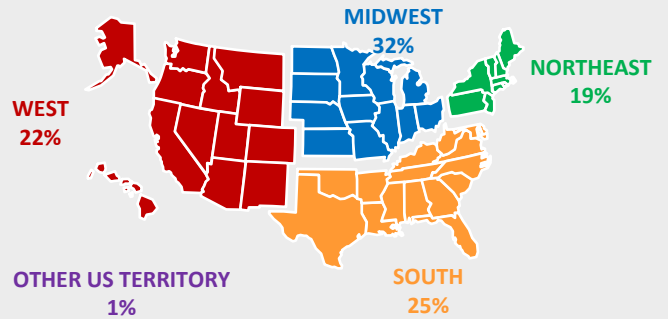 MIDWEST
32%
NORTHEAST
19%
WEST
22%
SOUTH
25%
OTHER US TERRITORY
1%